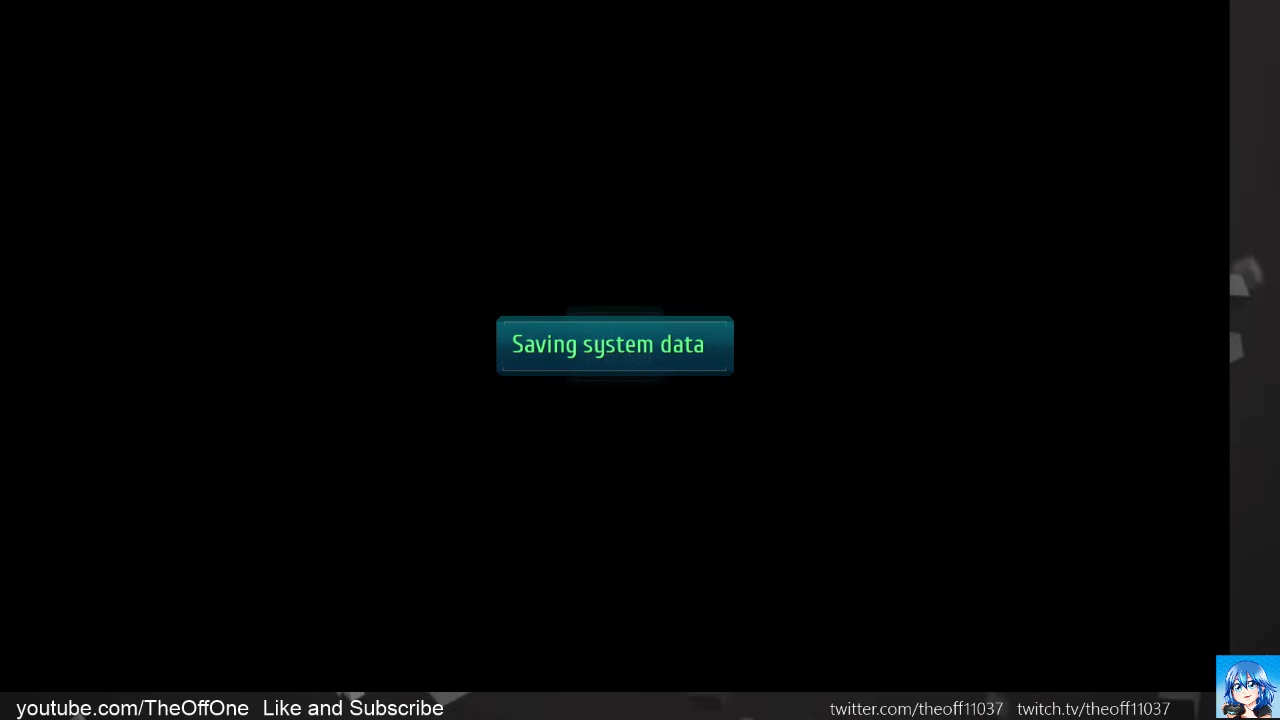 Saving system data
youtube.com/TheOffOne Like and Subscribe
twitter.com/theoff11037 twitch.tv/theoff11037